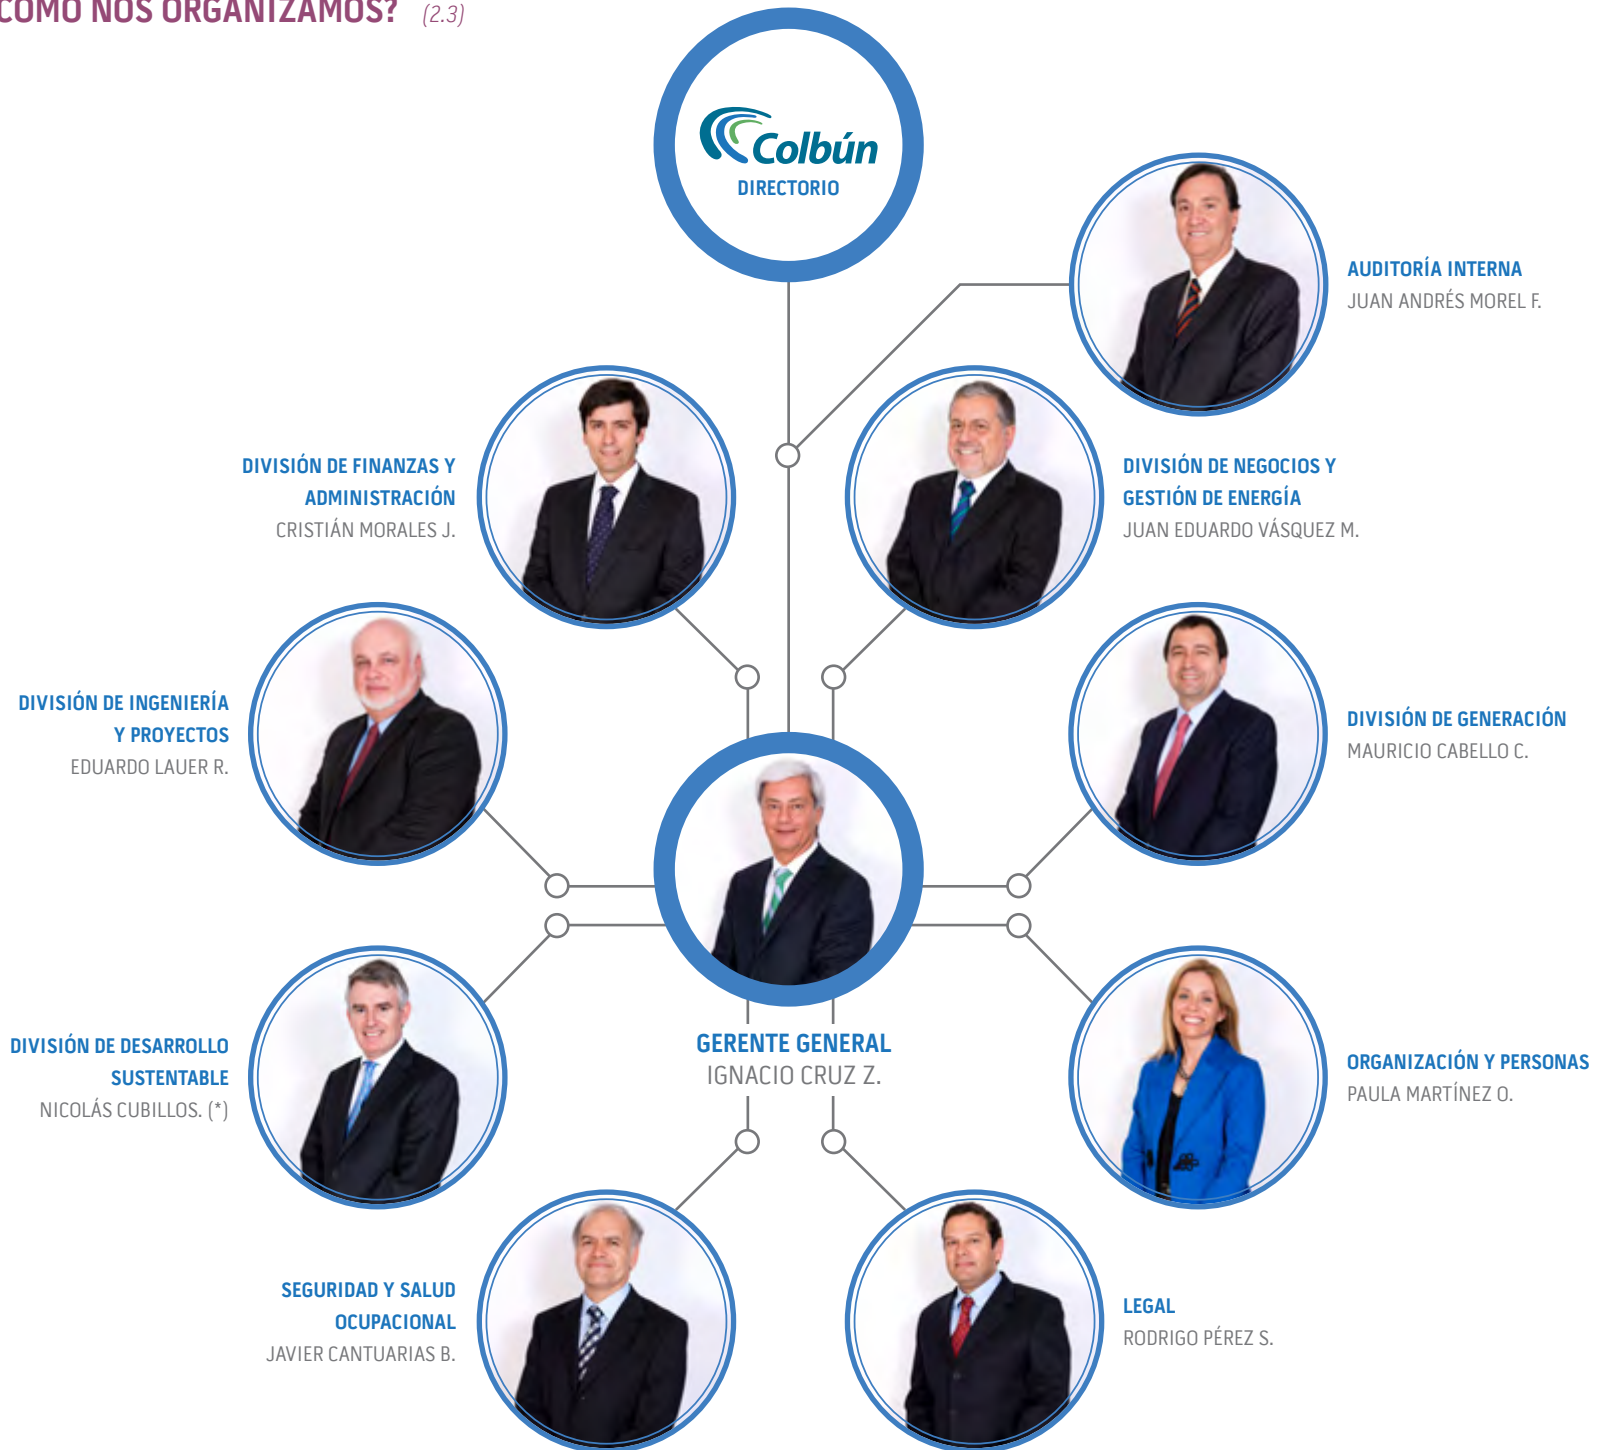 CÓMO NOS ORGANIZAMOS? (2.3)
Colbún
DIRECTORIO
AUDITORÍA INTERNA
JUAN ANDRÉS MOREL F.
DIVISIÓN DE FINANZAS Y
ADMINISTRACIÓN
CRISTIÁN MORALES J.
DIVISIÓN DE NEGOCIOS Y
GESTIÓN DE ENERGÍA
JUAN EDUARDO VÁSQUEZ M.
DIVISIÓN DE INGENIERÍA
Y PROYECTOS
EDUARDO LAUER R.
DIVISIÓN DE GENERACIÓN
MAURICIO CABELLO C.
GERENTE GENERAL
IGNACIO CRUZ Z.
DIVISIÓN DE DESARROLLO
SUSTENTABLE
NICOLÁS CUBILLOS. (*)
ORGANIZACIÓN Y PERSONAS
PAULA MARTÍNEZ O.
SEGURIDAD Y SALUD
OCUPACIONAL
JAVIER CANTUARIAS B.
LEGAL
RODRIGO PÉREZ S.